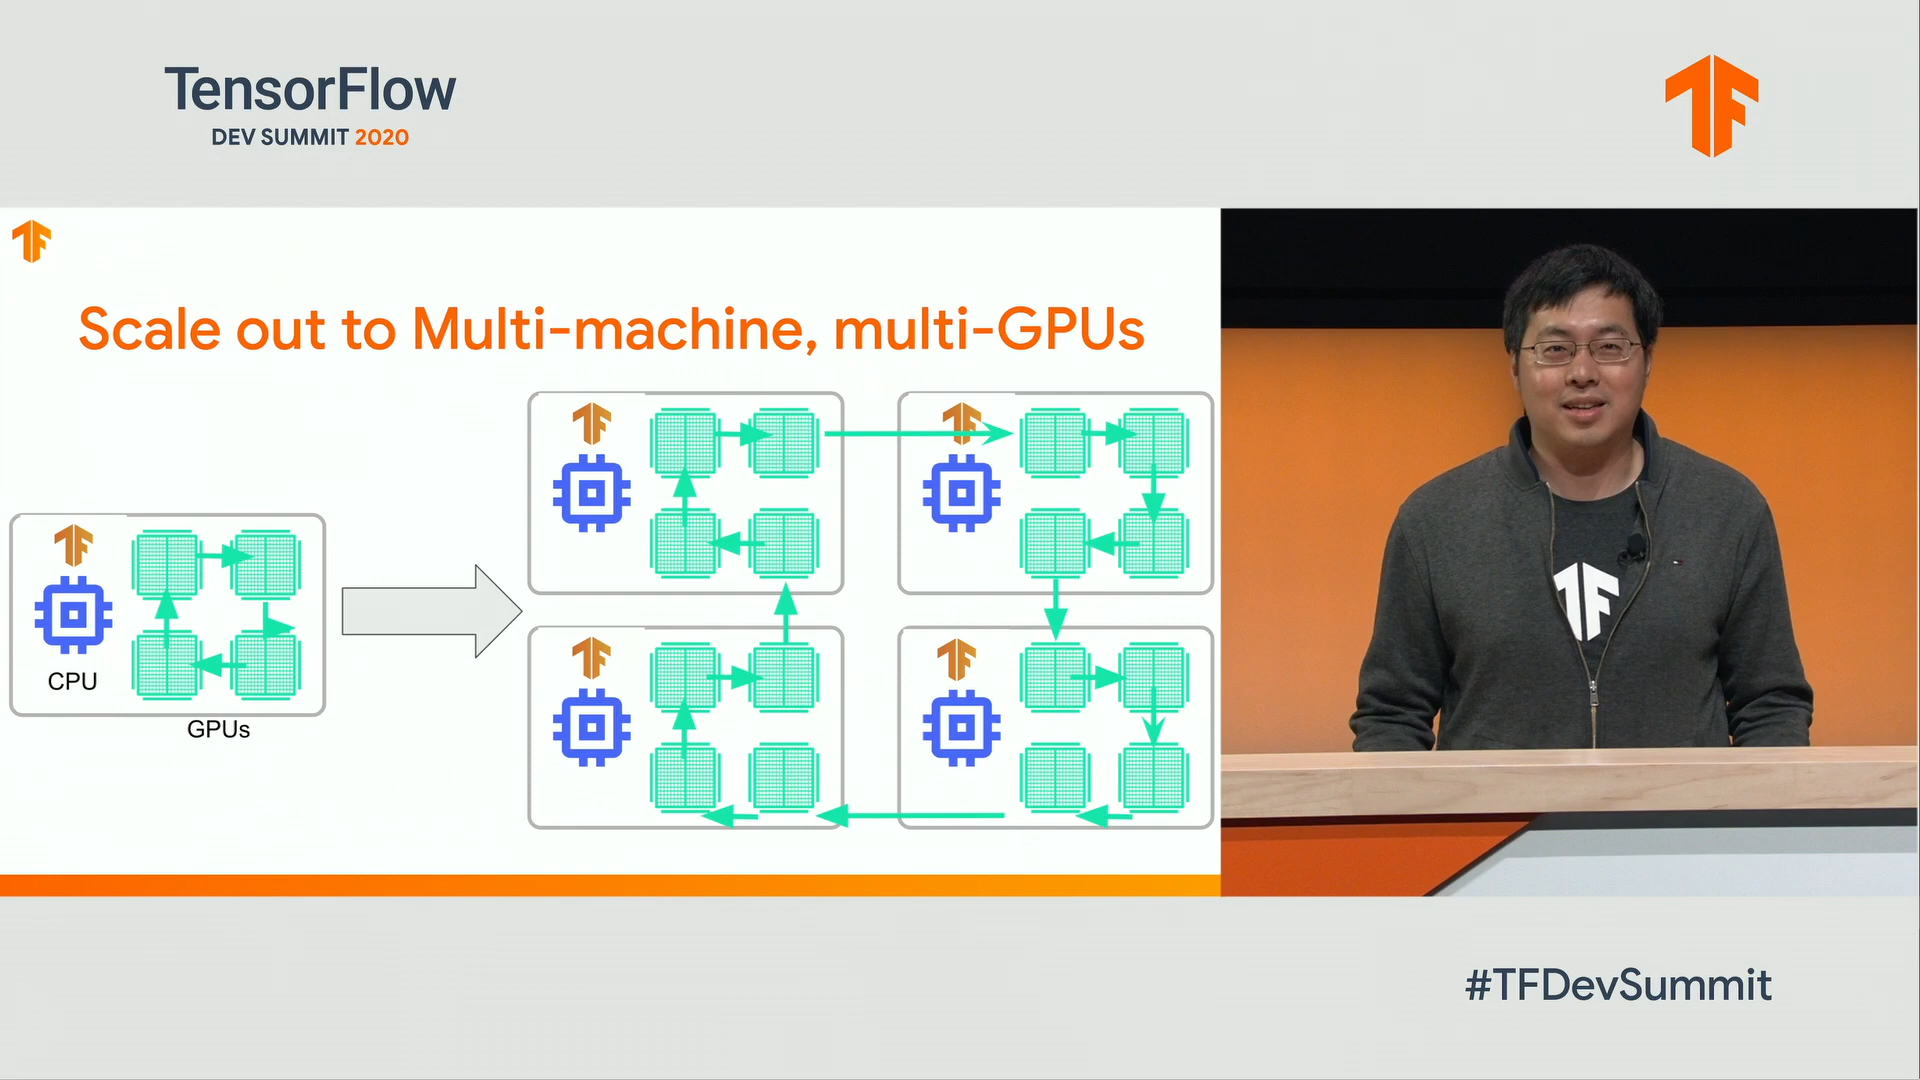 TensorFlow
DEV SUMMIT 2020
Scale out to Multi-machine, multi-GPUs
CPU
GPUs
#TFDevSummit